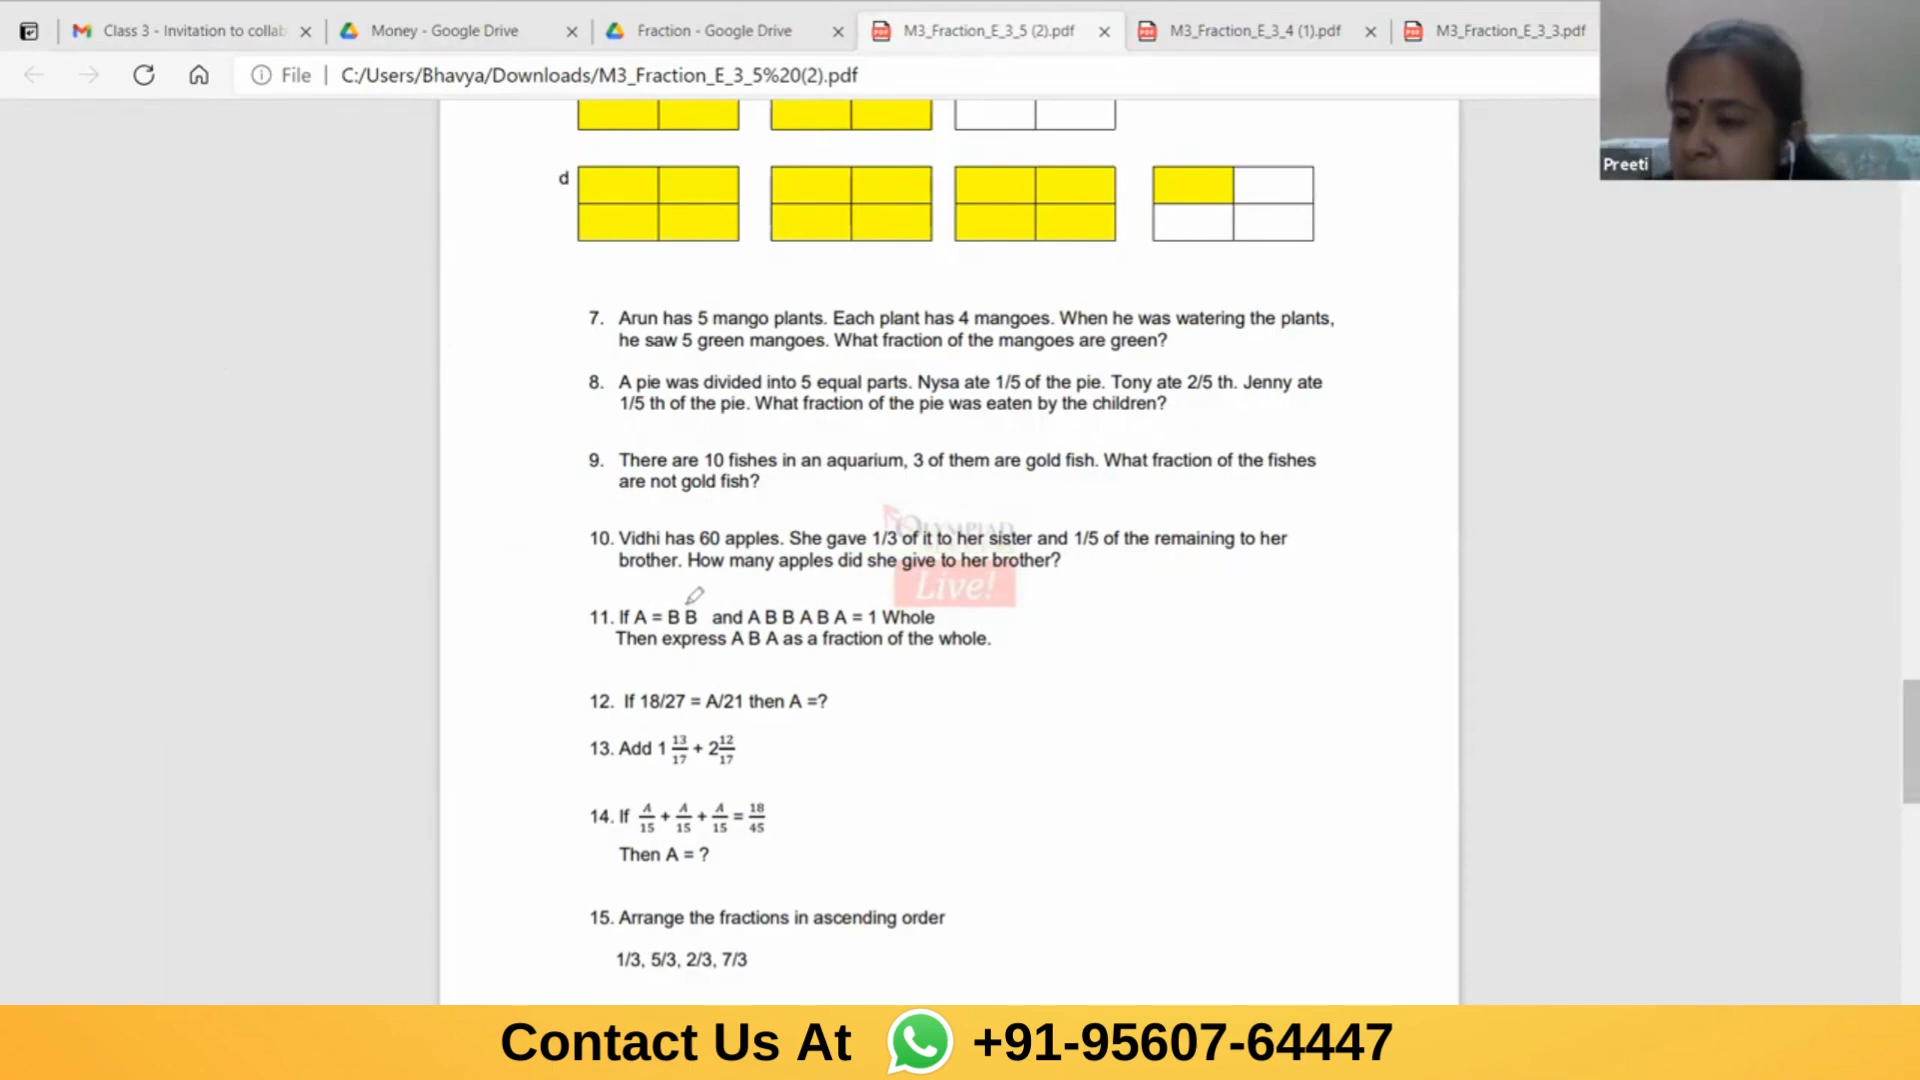 Class 3 - Invitation to collab
Money - Google Drive
Fraction - Google Drive
M3_Fraction_E_3_5 (2).pdf
M3_Fraction_E_3_4 (1).pdf
M3_Fraction_E_3_3.pdf
File
C:/Users/Bhavya/Downloads/M3_Fraction_E_3_5%20(2).pdf
Preeti
d
7. Arun has 5 mango plants. Each plant has 4 mangoes. When he was watering the plants,
he saw 5 green mangoes. What fraction of the mangoes are green?
8. A pie was divided into 5 equal parts. Nysa ate 1/5 of the pie. Tony ate 2/5 th. Jenny ate
1/5 th of the pie. What fraction of the pie was eaten by the children?
9. There are 10 fishes in an aquarium, 3 of them are gold fish. What fraction of the fishes
are not gold fish?
10. Vidhi has 60 apples. She gave 1/3 of it to her sister and 1/5 of the remaining to her
brother. How many apples did she give to her brother?
Live!
11. If A = B B and A B B A B A = 1 Whole
Then express A B A as a fraction of the whole.
12. If 18/27 = A/21 then A =?
13. Add 1 13/17 + 2 12/17
14. If A/15 + A/15 + A/15 = 18/45
Then A = ?
15. Arrange the fractions in ascending order
1/3, 5/3, 2/3, 7/3
Contact Us At +91-95607-64447